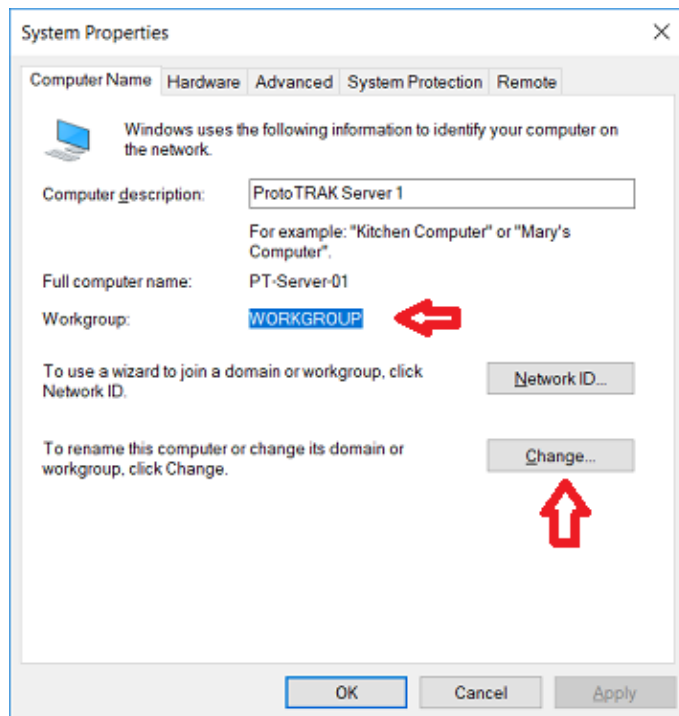 System Properties
Computer Name Hardware Advanced System Protection Remote
Windows uses the following information to identify your computer on
the network.
Computer description: ProtoTRAK Server 1
For example: "Kitchen Computer" or "Mary's
Computer".
Full computer name: PT-Server-01
Workgroup: WORKGROUP
To use a wizard to join a domain or workgroup, click
Network ID.
Network ID...
To rename this computer or change its domain or
workgroup, click Change.
Change...
OK Cancel Apply